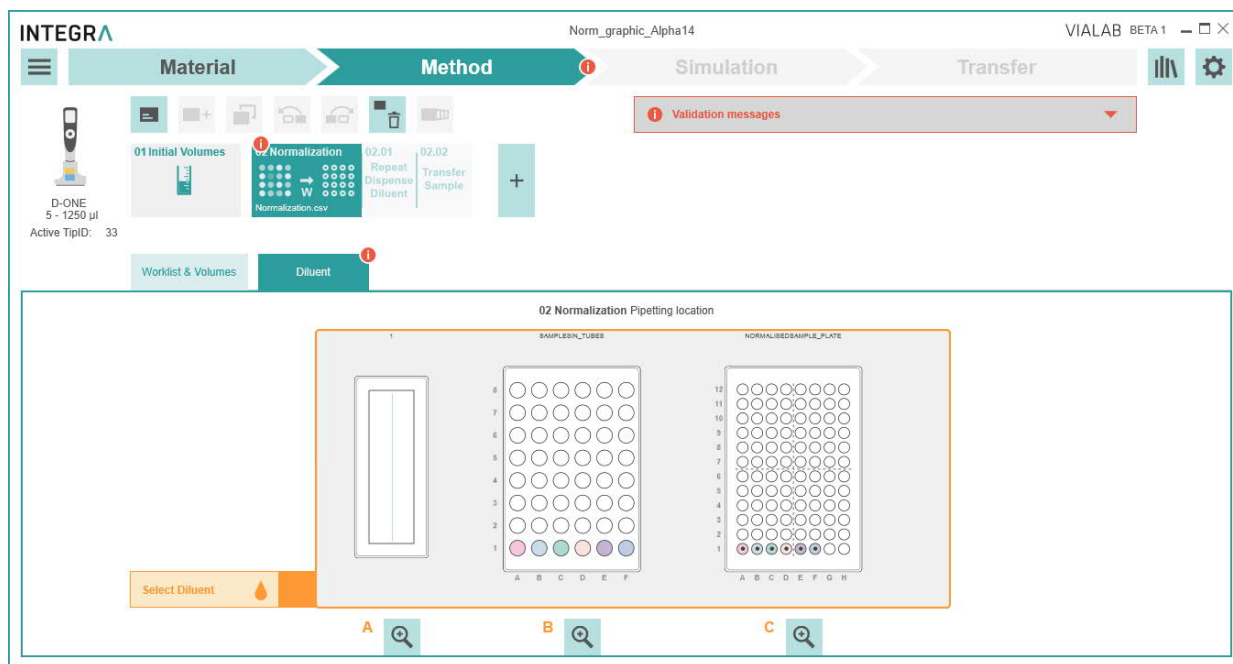 INTEGRA
Norm_graphic_Alpha14
VIALAB BETA 1
Material
Method
Simulation
Transfer
Validation messages
01 Initial Volumes
02 Normalization
W
Normalization.csv
02.01
Repeat
Dispense
Diluent
02.02
Transfer
Sample
+
D-ONE
5 - 1250 µl
Active TipID: 33
Worklist & Volumes
Diluent
02 Normalization Pipetting location
1
SAMPLESIN_TUBES
NORMALISEDSAMPLE_PLATE
8
7
6
5
4
3
2
1
A B C D E F
12
11
10
9
8
7
6
5
4
3
2
1
A B C D E F G H
Select Diluent
A
B
C